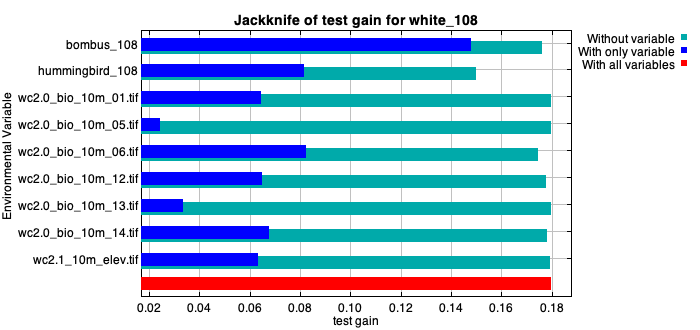 Jackknife of test gain for white_108
Without variable
With only variable
With all variables
Environmental Variable
bombus_108
hummingbird_108
wc2.0_bio_10m_01.tif
wc2.0_bio_10m_05.tif
wc2.0_bio_10m_06.tif
wc2.0_bio_10m_12.tif
wc2.0_bio_10m_13.tif
wc2.0_bio_10m_14.tif
wc2.1_10m_elev.tif
0.02 0.04 0.06 0.08 0.10 0.12 0.14 0.16 0.18
test gain